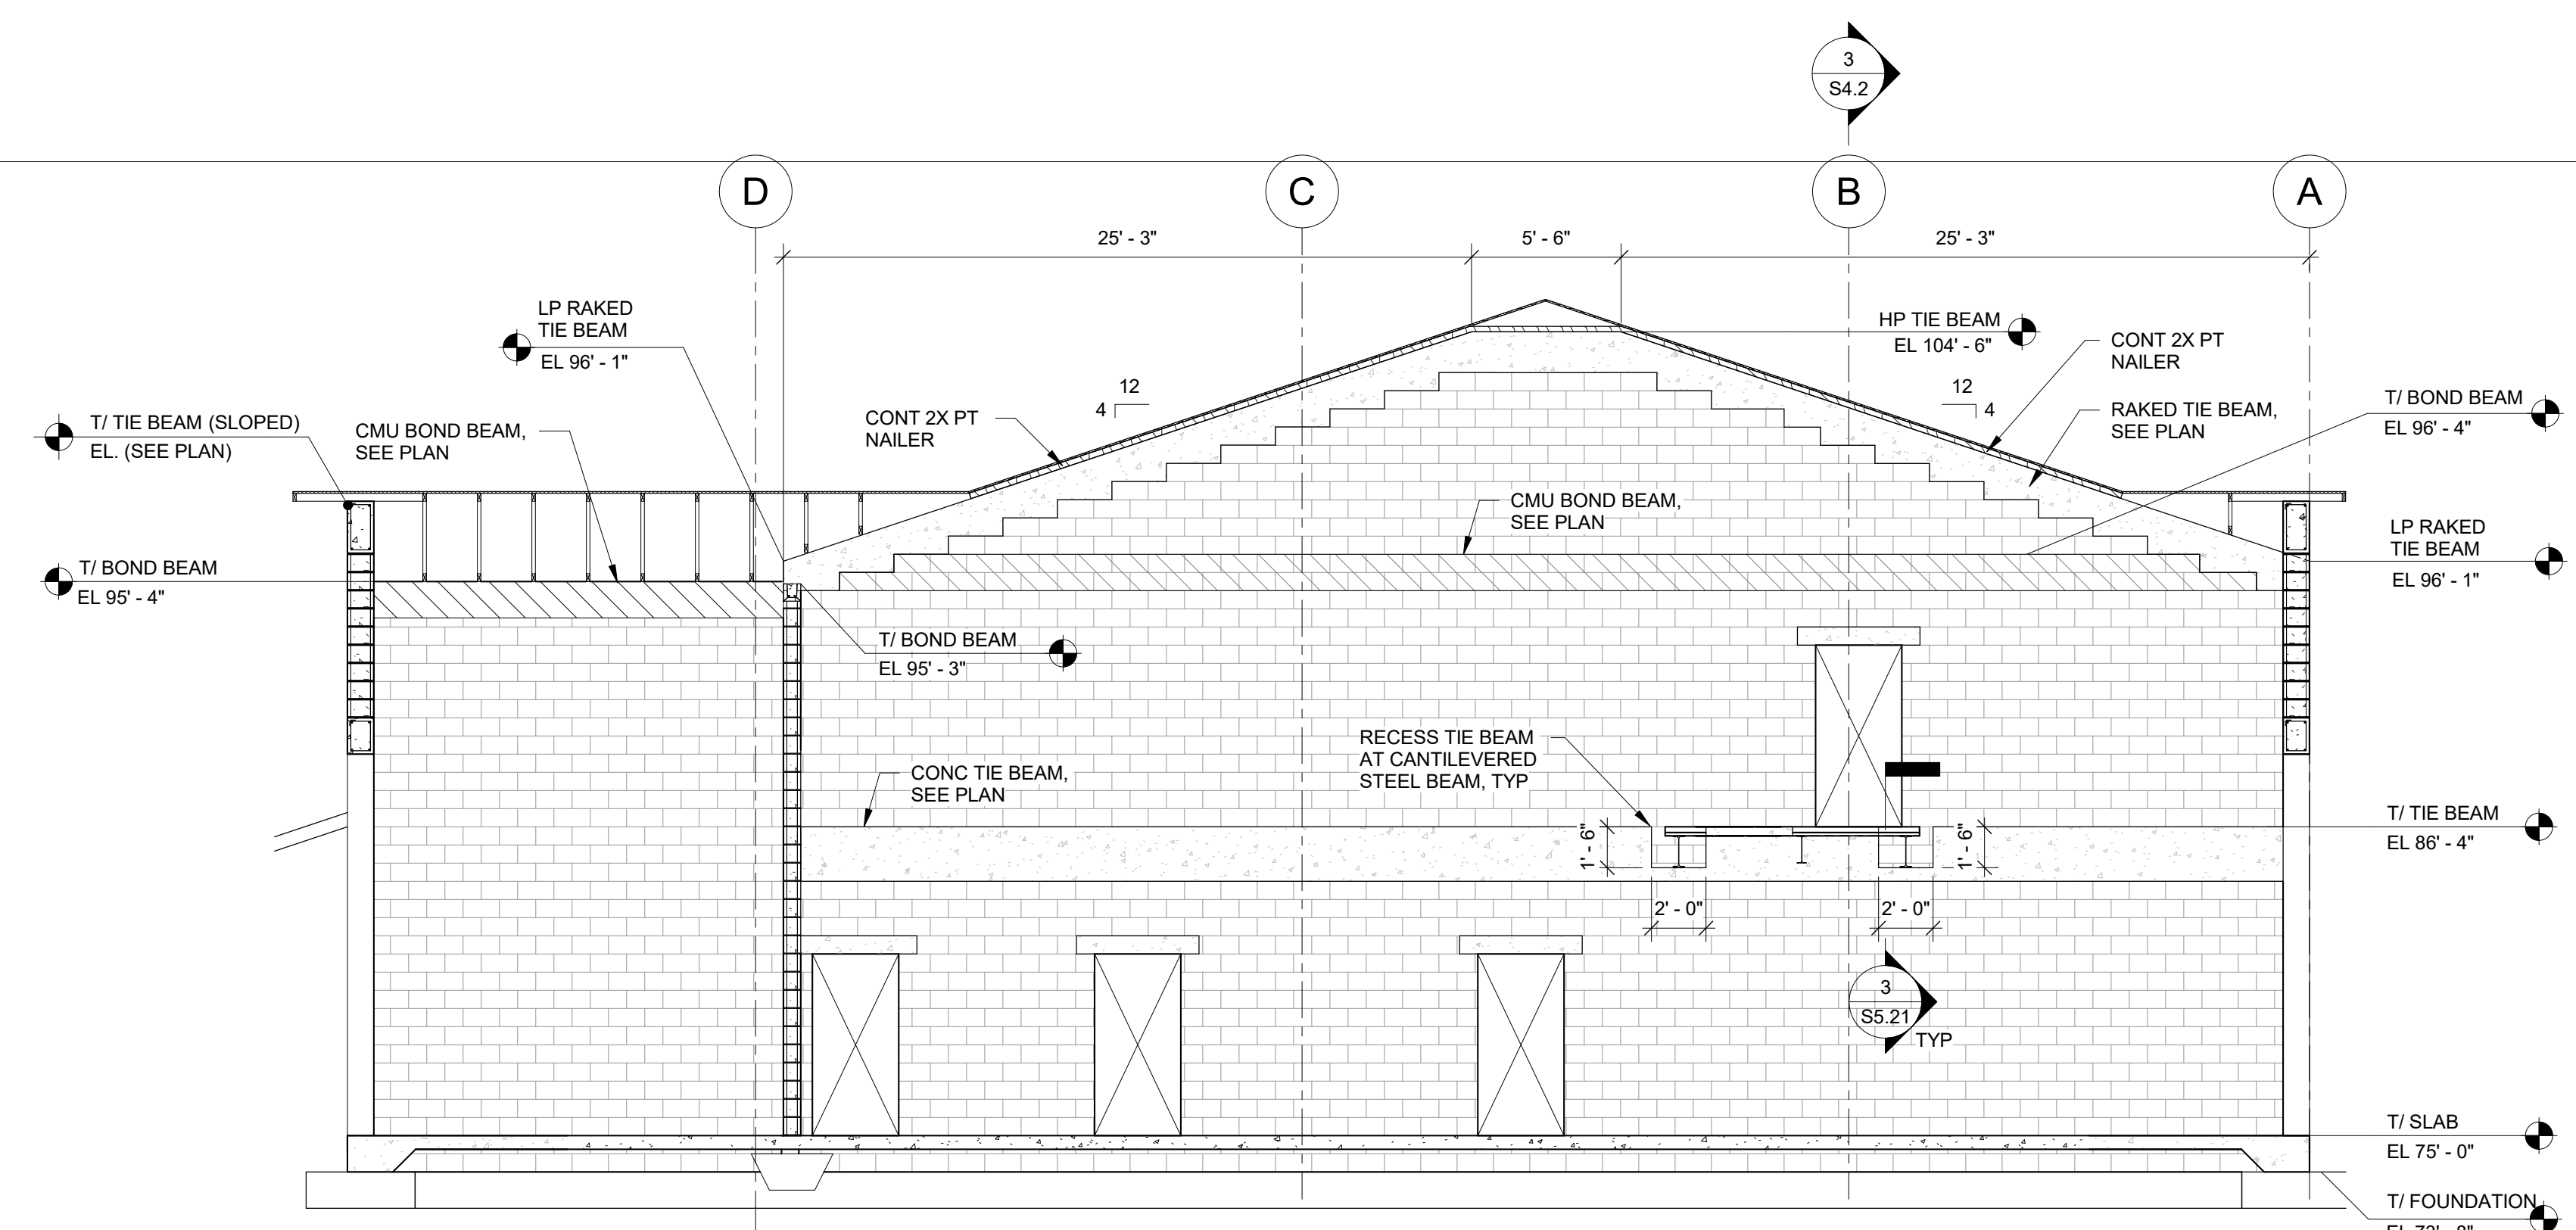 3
S4.2
D
C
B
A
25' - 3"
5' - 6"
25' - 3"
LP RAKED
TIE BEAM
EL 96' - 1"
HP TIE BEAM
EL 104' - 6"
CONT 2X PT
NAILER
T/ BOND BEAM
EL 96' - 4"
12
4
12
4
RAKED TIE BEAM,
SEE PLAN
T/ TIE BEAM (SLOPED)
EL. (SEE PLAN)
CMU BOND BEAM,
SEE PLAN
CONT 2X PT
NAILER
CMU BOND BEAM,
SEE PLAN
LP RAKED
TIE BEAM
EL 96' - 1"
T/ BOND BEAM
EL 95' - 4"
T/ BOND BEAM
EL 95' - 3"
RECESS TIE BEAM
AT CANTILEVERED
STEEL BEAM, TYP
CONC TIE BEAM,
SEE PLAN
1' - 6"
1' - 6"
T/ TIE BEAM
EL 86' - 4"
2' - 0"
2' - 0"
3
S5.21
TYP
T/ SLAB
EL 75' - 0"
T/ FOUNDATION